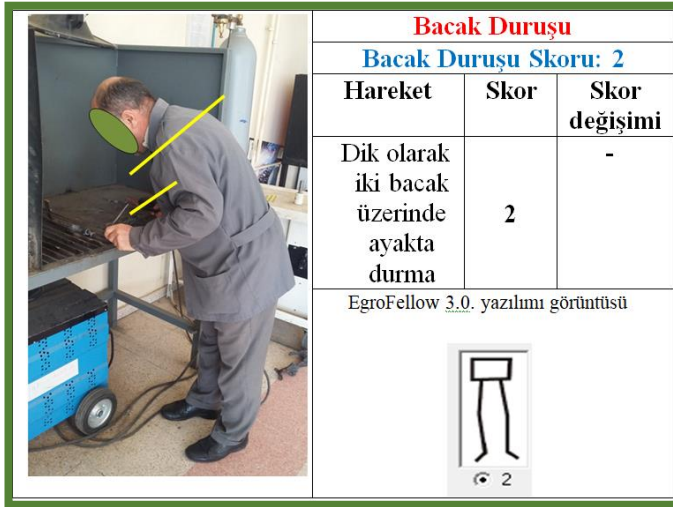 Bacak Duruşu
Bacak Duruşu Skoru: 2
Hareket Skor Skor değişimi
Dik olarak iki bacak üzerinde ayakta durma 2 -
EgroFellow 3.0. yazılımı görüntüsü
2